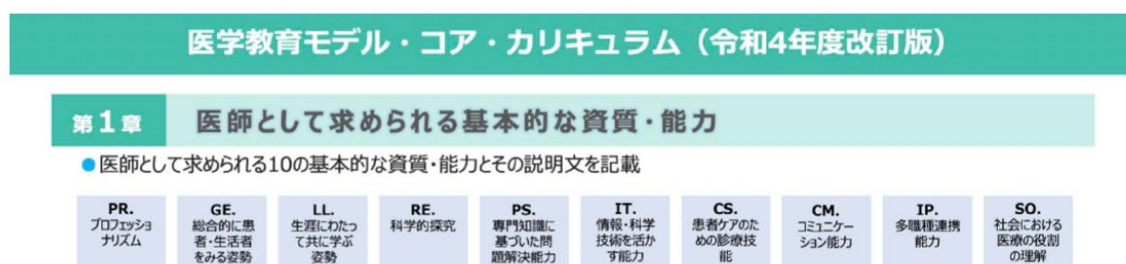 医学教育モデル・コア・カリキュラム（令和4年度改訂版）
第1章 医師として求められる基本的な資質・能力
●医師として求められる10の基本的な資質・能力とその説明文を記載
PR.
プロフェッショ
ナリズム
GE.
総合的に患
者・生活者
をみる姿勢
LL.
生涯にわたっ
て共に学ぶ
姿勢
RE.
科学的探究
PS.
専門知識に
基づいた問
題解決能力
IT.
情報・科学
技術を活か
す能力
CS.
患者ケアのた
めの診療技
能
CM.
コミュニケー
ション能力
IP.
多職種連携
能力
SO.
社会における
医療の役割
の理解